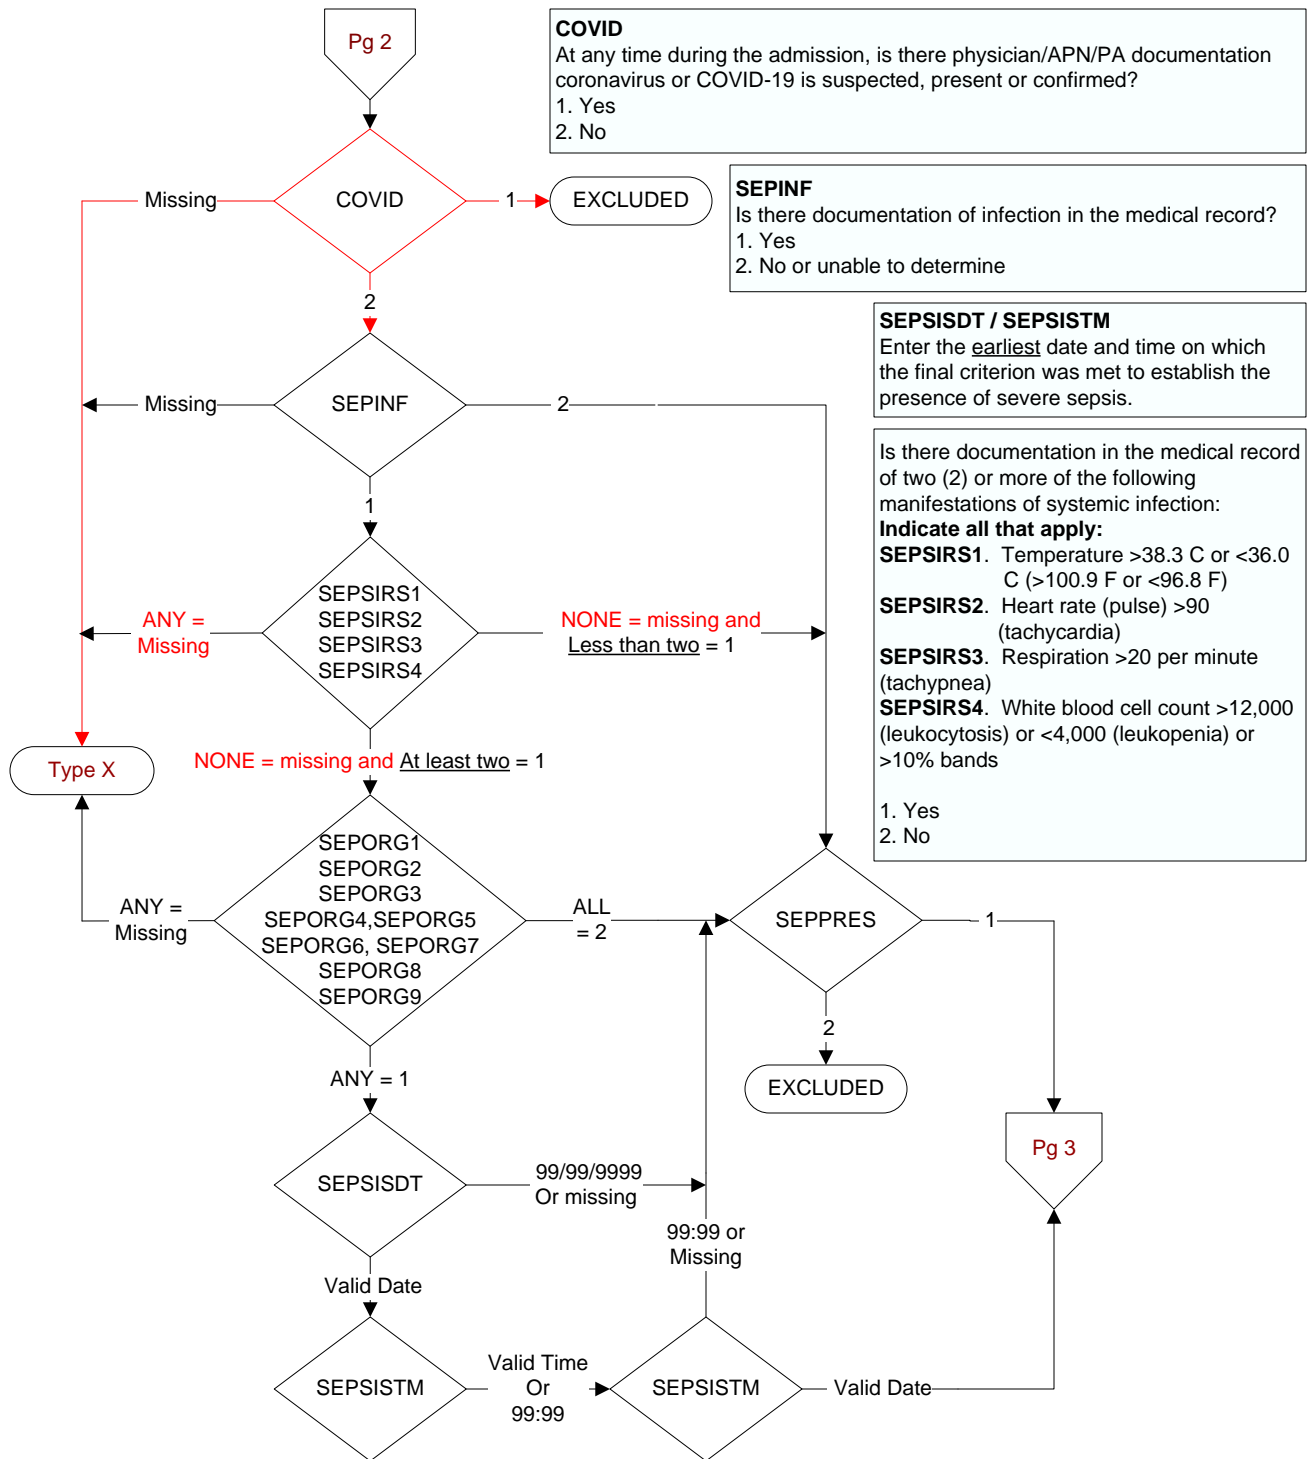 Pg 2
COVID
At any time during the admission, is there physician/APN/PA documentation
coronavirus or COVID-19 is suspected, present or confirmed?
1. Yes
2. No
Missing
COVID
1
EXCLUDED
2
SEPINF
Is there documentation of infection in the medical record?
1. Yes
2. No or unable to determine
SEPSISDT / SEPSISTM
Enter the earliest date and time on which
the final criterion was met to establish the
presence of severe sepsis.
Missing
SEPINF
2
1
Is there documentation in the medical record
of two (2) or more of the following
manifestations of systemic infection:
Indicate all that apply:
SEPSIRS1. Temperature >38.3 C or <36.0
C (>100.9 F or <96.8 F)
SEPSIRS2. Heart rate (pulse) >90
(tachycardia)
SEPSIRS3. Respiration >20 per minute
(tachypnea)
SEPSIRS4. White blood cell count >12,000
(leukocytosis) or <4,000 (leukopenia) or
>10% bands
1. Yes
2. No
ANY =
Missing
SEPSIRS1
SEPSIRS2
SEPSIRS3
SEPSIRS4
NONE = missing and
Less than two = 1
Type X
NONE = missing and At least two = 1
ANY =
Missing
SEPORG1
SEPORG2
SEPORG3
SEPORG4,SEPORG5
SEPORG6, SEPORG7
SEPORG8
SEPORG9
ALL
= 2
SEPPRES
1
2
EXCLUDED
ANY = 1
SEPSISDT
99/99/9999
Or missing
Pg 3
99:99 or
Missing
Valid Date
SEPSISTM
Valid Time
Or
99:99
SEPSISTM
Valid Date